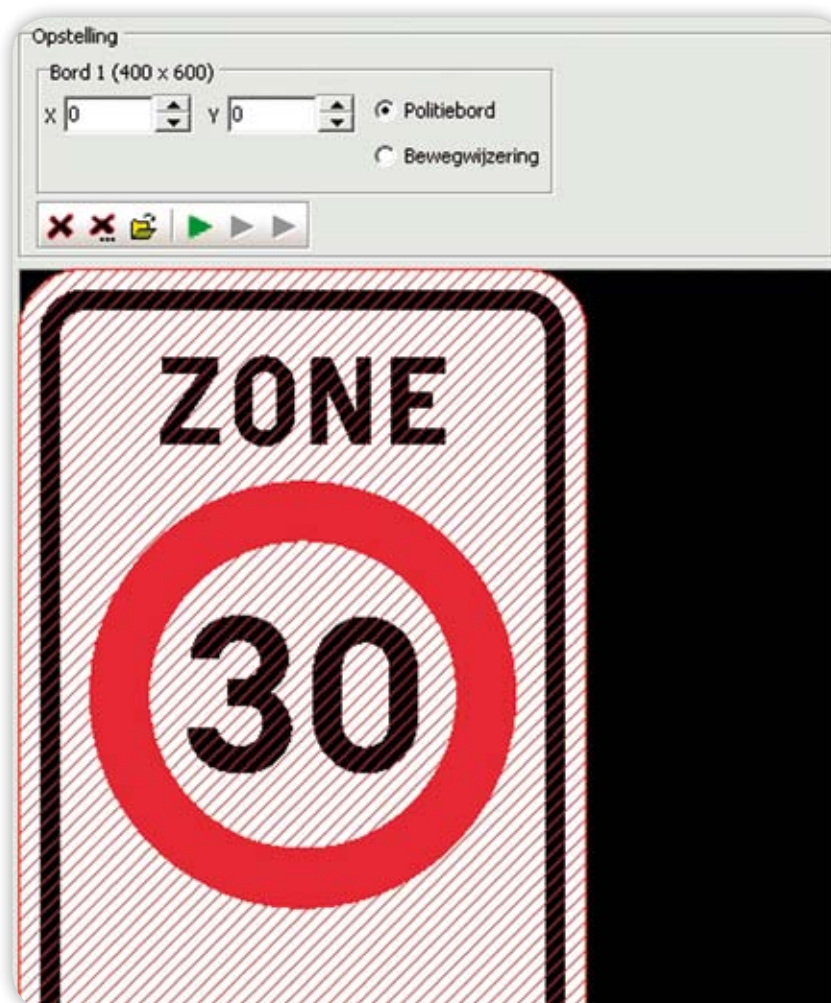 Opstelling
Bord 1 (400 x 600)
X 0 Y 0 Politiebord
Bewegwijzering
ZONE
30